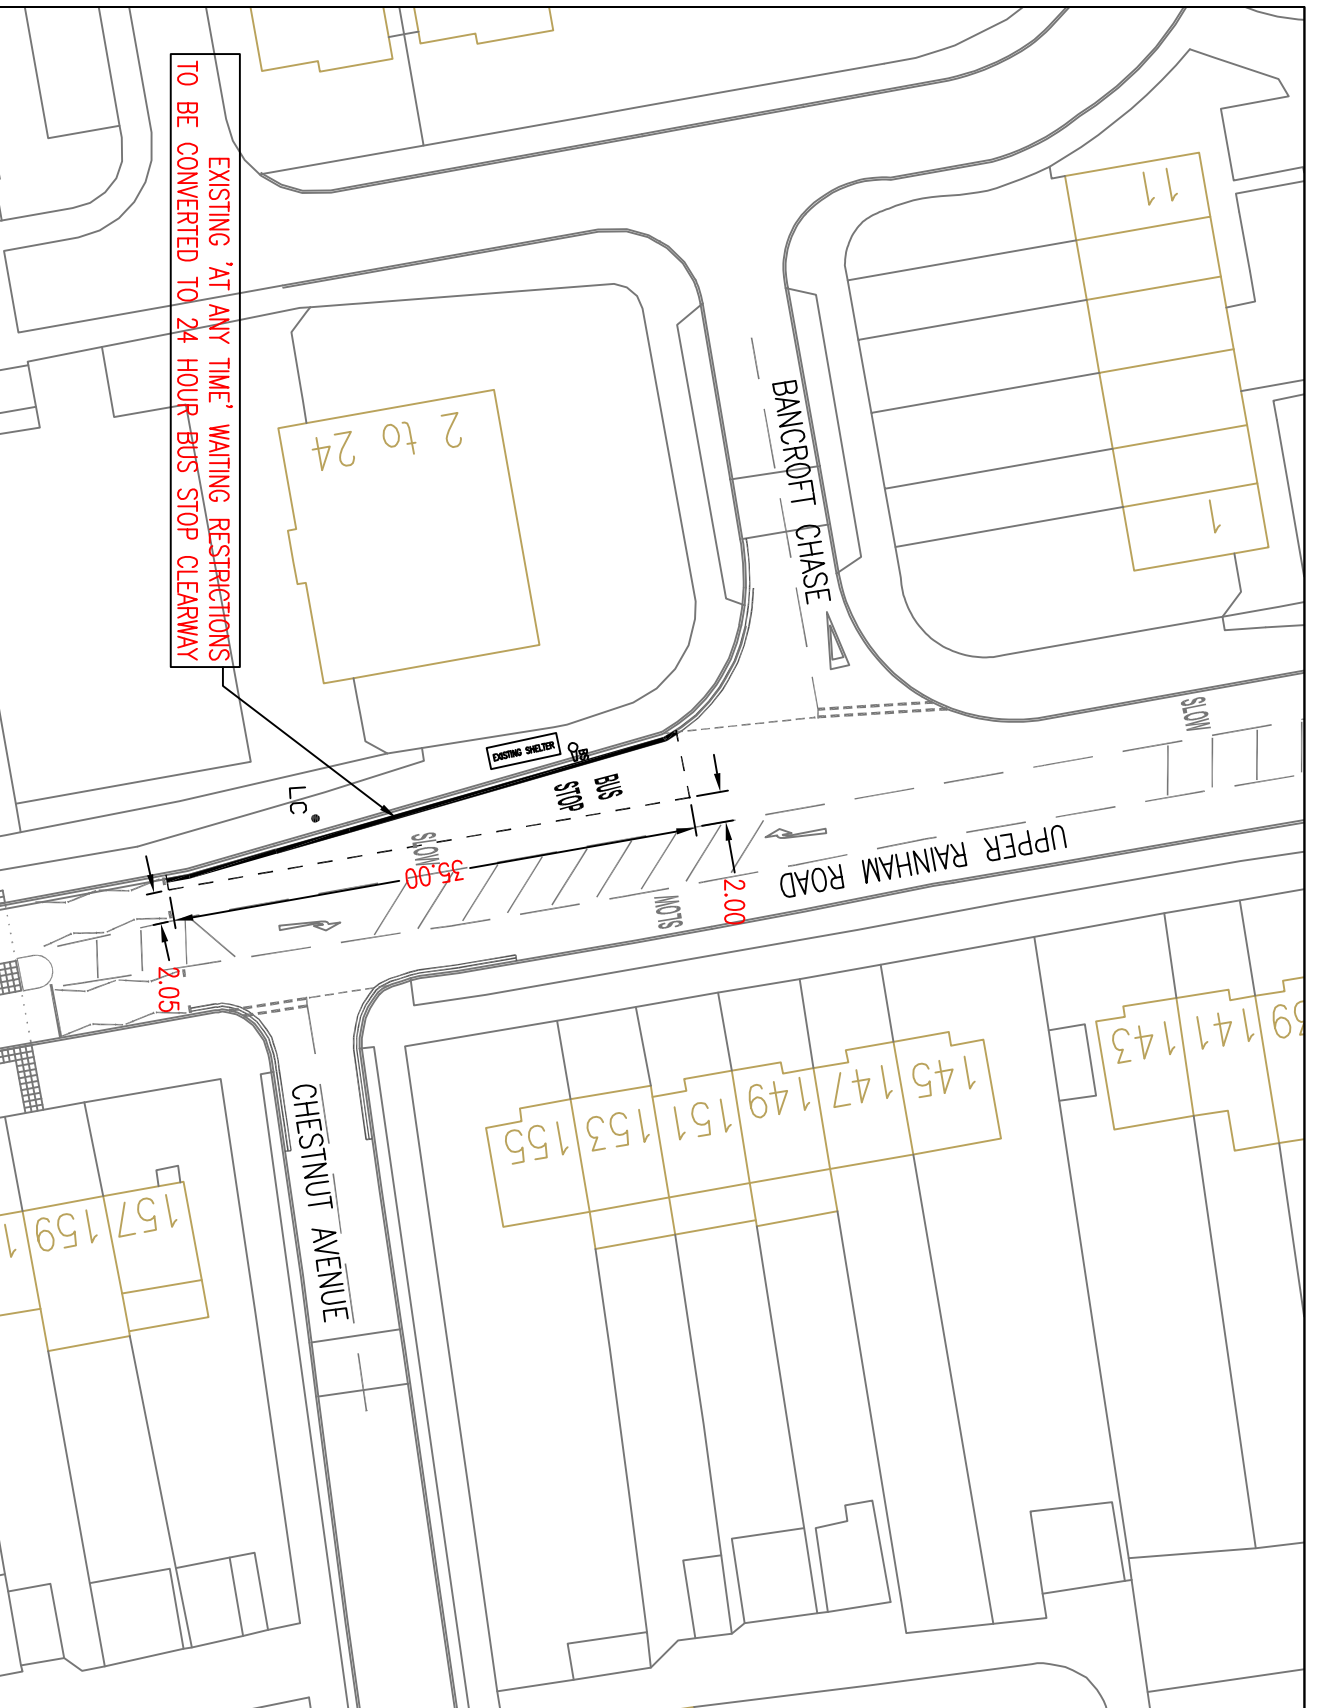 EXISTING 'AT ANY TIME' WAITING RESTRICTIONS
TO BE CONVERTED TO 24 HOUR BUS STOP CLEARWAY
11
1
2 to 24
BANCROFT CHASE
SLOW
EXISTING SHELTER
BUS
STOP
LC
SLOW
35.00
2.00
SLOW
UPPER RAINHAM ROAD
2.05
CHESTNUT AVENUE
143
141
145
147
149
151
153
155
157
159